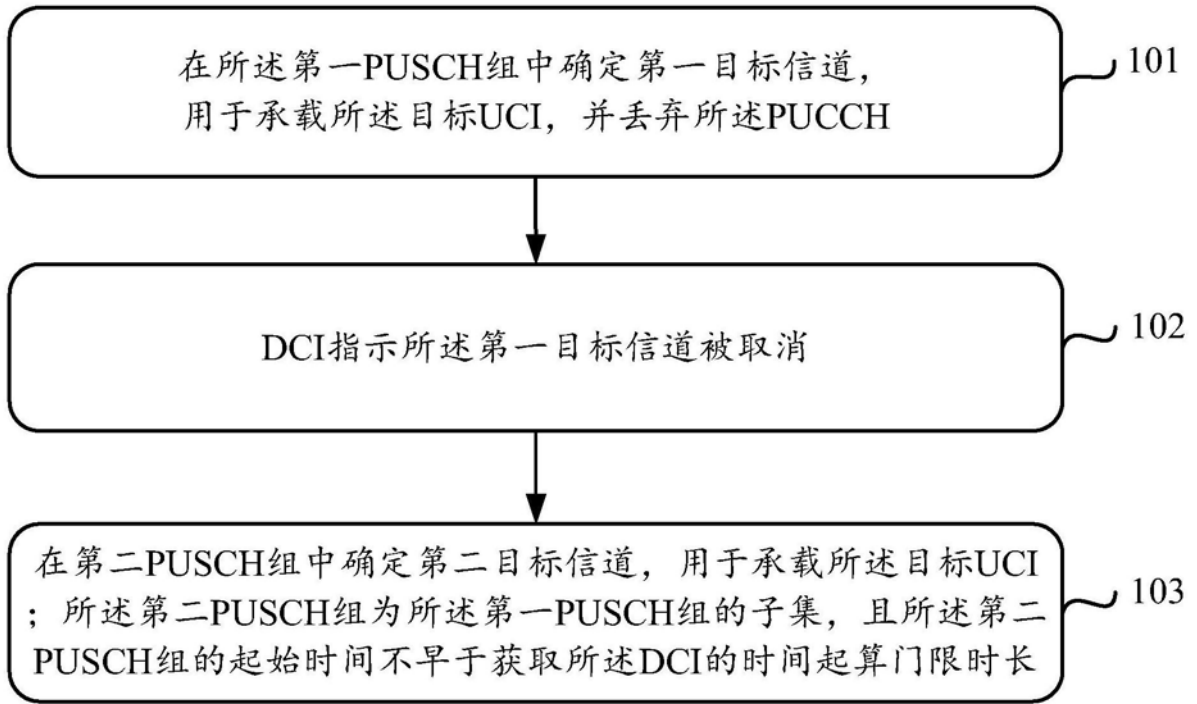 在所述第一PUSCH组中确定第一目标信道，
用于承载所述目标UCI，并丢弃所述PUCCH
101
DCI指示所述第一目标信道被取消
102
在第二PUSCH组中确定第二目标信道，用于承载所述目标UCI
；所述第二PUSCH组为所述第一PUSCH组的子集，且所述第二
PUSCH组的起始时间不早于获取所述DCI的时间起算门限时长
103